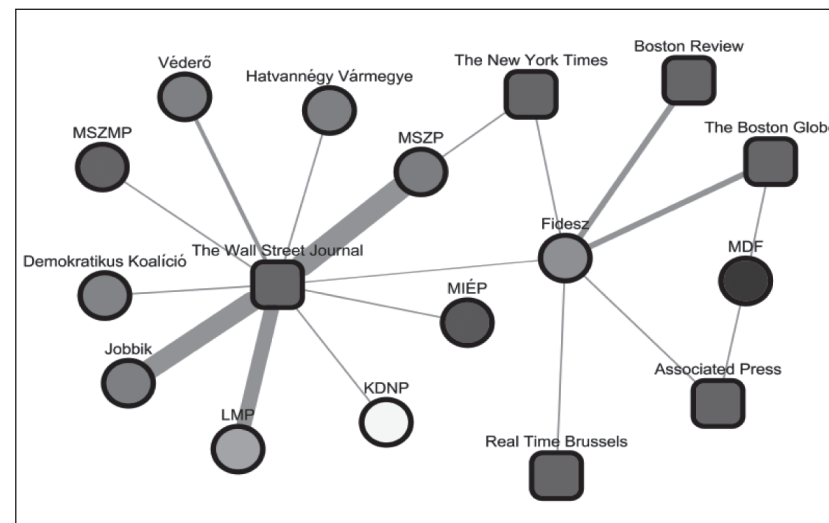 Boston Review
The New York Times
Véderő
Hatvannégy Vármegye
The Boston Globe
MSZMP
MSZP
Fidesz
The Wall Street Journal
MDF
Demokratikus Koalíció
MIÉP
Jobbik
Associated Press
KDNP
LMP
Real Time Brussels